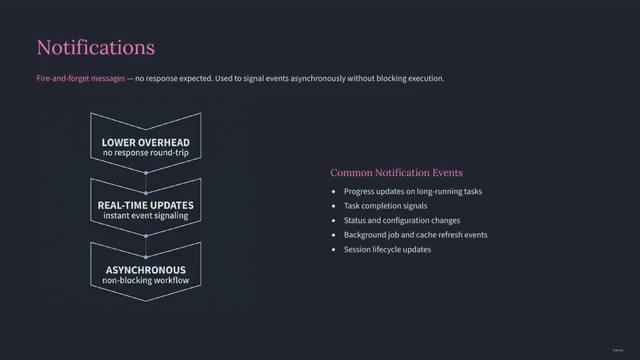 Notifications
Fire-and-forget messages — no response expected. Used to signal events asynchronously without blocking execution.
LOWER OVERHEAD
no response round-trip
REAL-TIME UPDATES
instant event signaling
ASYNCHRONOUS
non-blocking workflow
Common Notification Events
• Progress updates on long-running tasks
• Task completion signals
• Status and configuration changes
• Background job and cache refresh events
• Session lifecycle updates